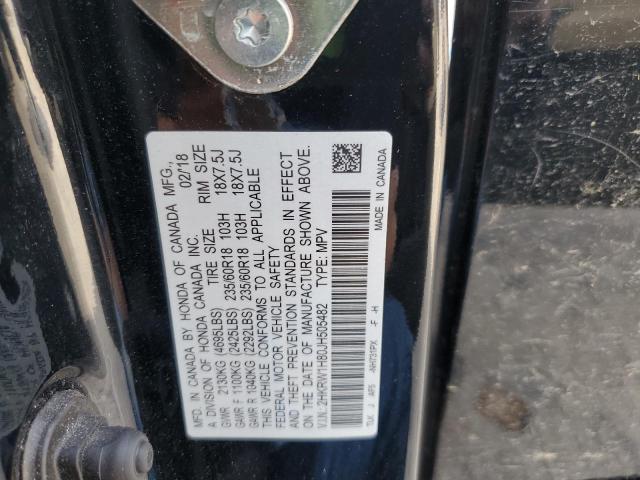 MFD. IN CANADA BY HONDA OF CANADA MFG.,
A DIVISION OF HONDA CANADA INC. 02/18
TIRE SIZE RIM SIZE
GVWR 2130KG (4695LBS)
GAWR F 1100KG (2425LBS) 235/60R18 103H 18X7.5J
GAWR R 1040KG (2292LBS) 235/60R18 103H 18X7.5J
THIS VEHICLE CONFORMS TO ALL APPLICABLE
FEDERAL MOTOR VEHICLE SAFETY
AND THEFT PREVENTION STANDARDS IN EFFECT
ON THE DATE OF MANUFACTURE SHOWN ABOVE.
V.I.N.: 2HKRW1H80JH505482 TYPE: MPV
TLK J AF5 -NH731PX -F -H MADE IN CANADA